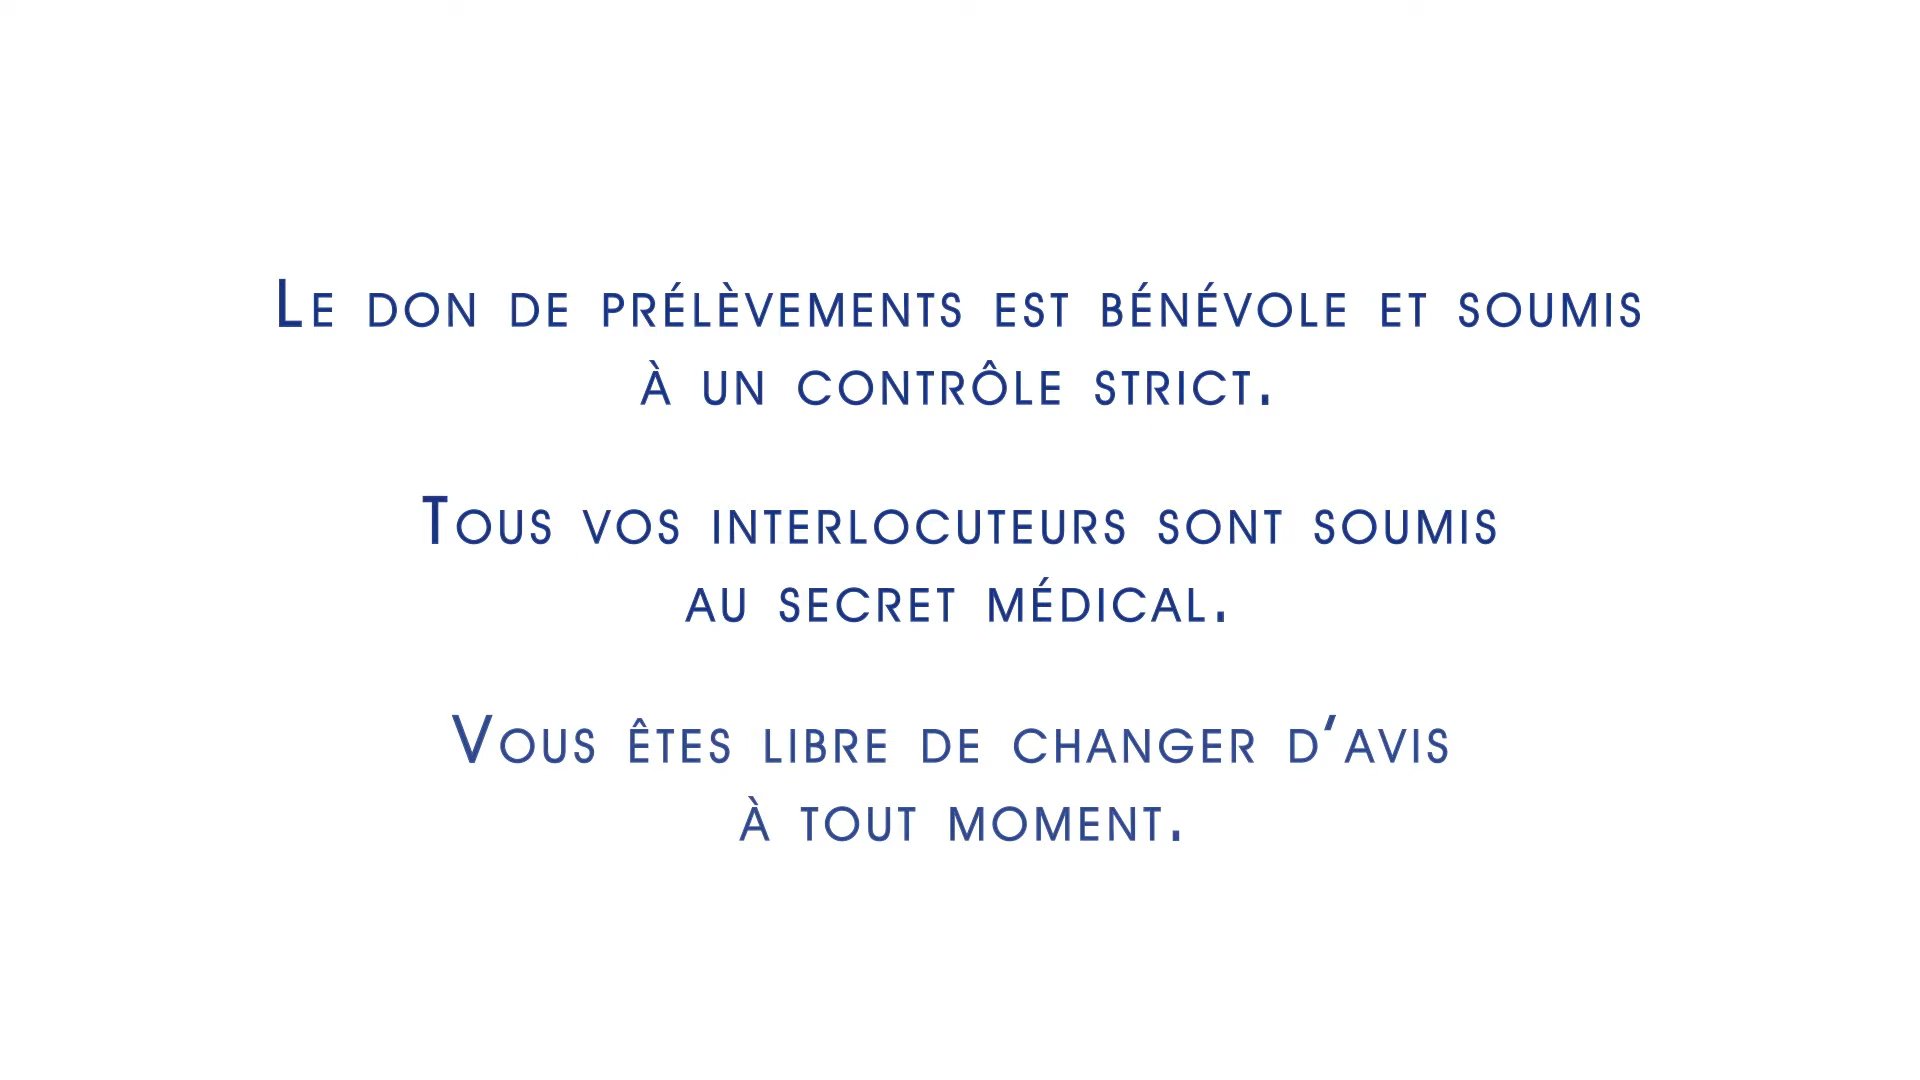 Le don de prélèvements est bénévole et soumis
à un contrôle strict.
Tous vos interlocuteurs sont soumis
au secret médical.
Vous êtes libre de changer d'avis
à tout moment.